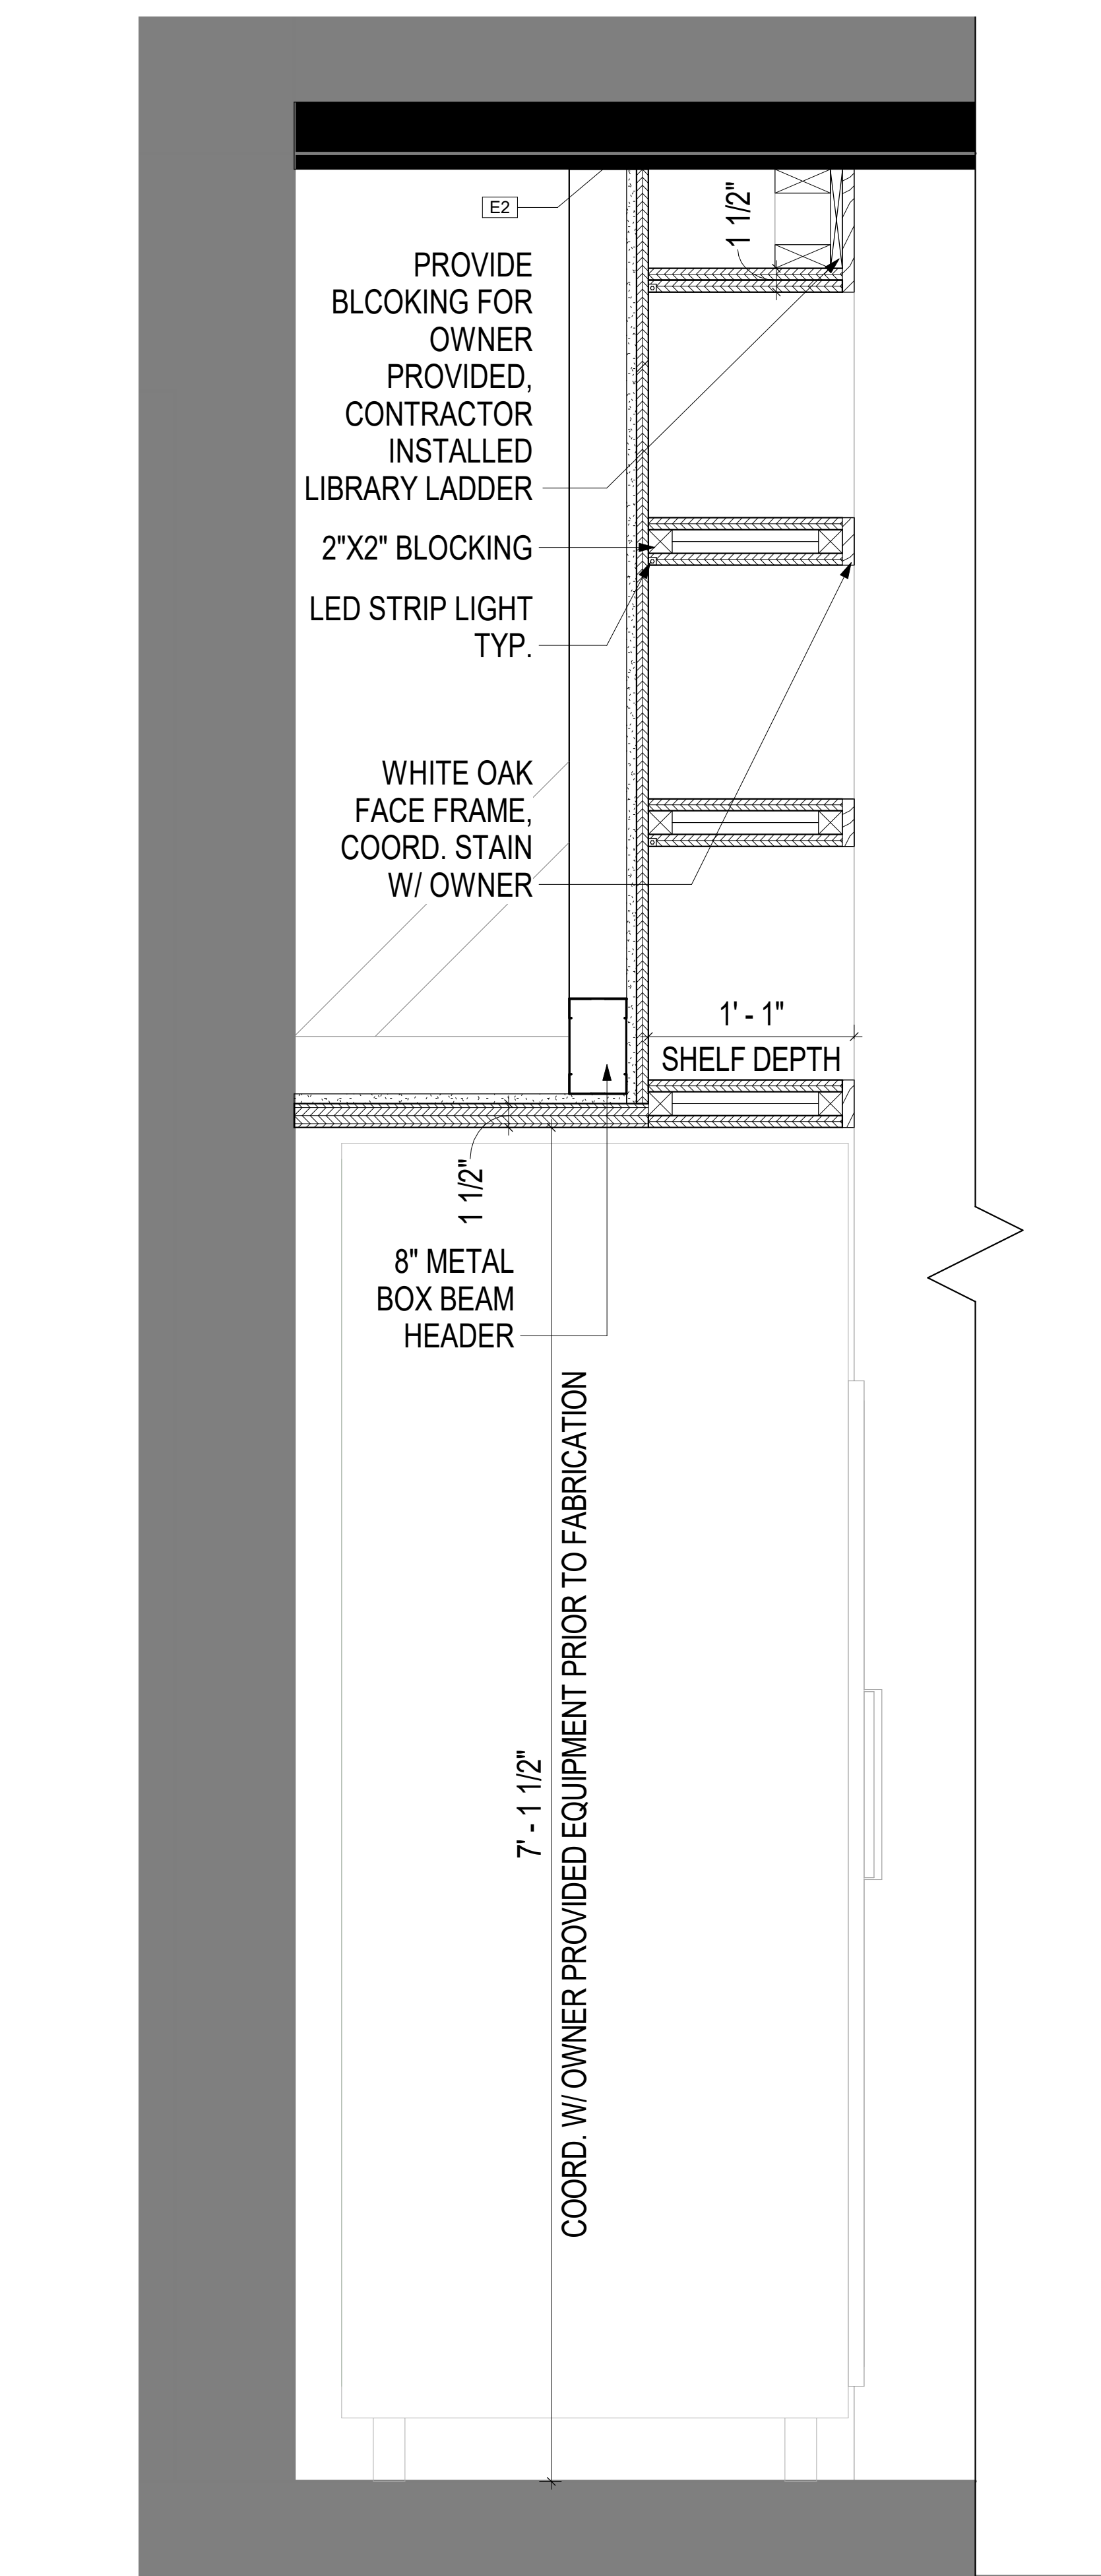 E2
1 1/2"
PROVIDE
BLCOKING FOR
OWNER
PROVIDED,
CONTRACTOR
INSTALLED
LIBRARY LADDER
2"X2" BLOCKING
LED STRIP LIGHT
TYP.
WHITE OAK
FACE FRAME,
COORD. STAIN
W/ OWNER
1' - 1"
SHELF DEPTH
1 1/2"
8" METAL
BOX BEAM
HEADER
7' - 1 1/2"
COORD. W/ OWNER PROVIDED EQUIPMENT PRIOR TO FABRICATION